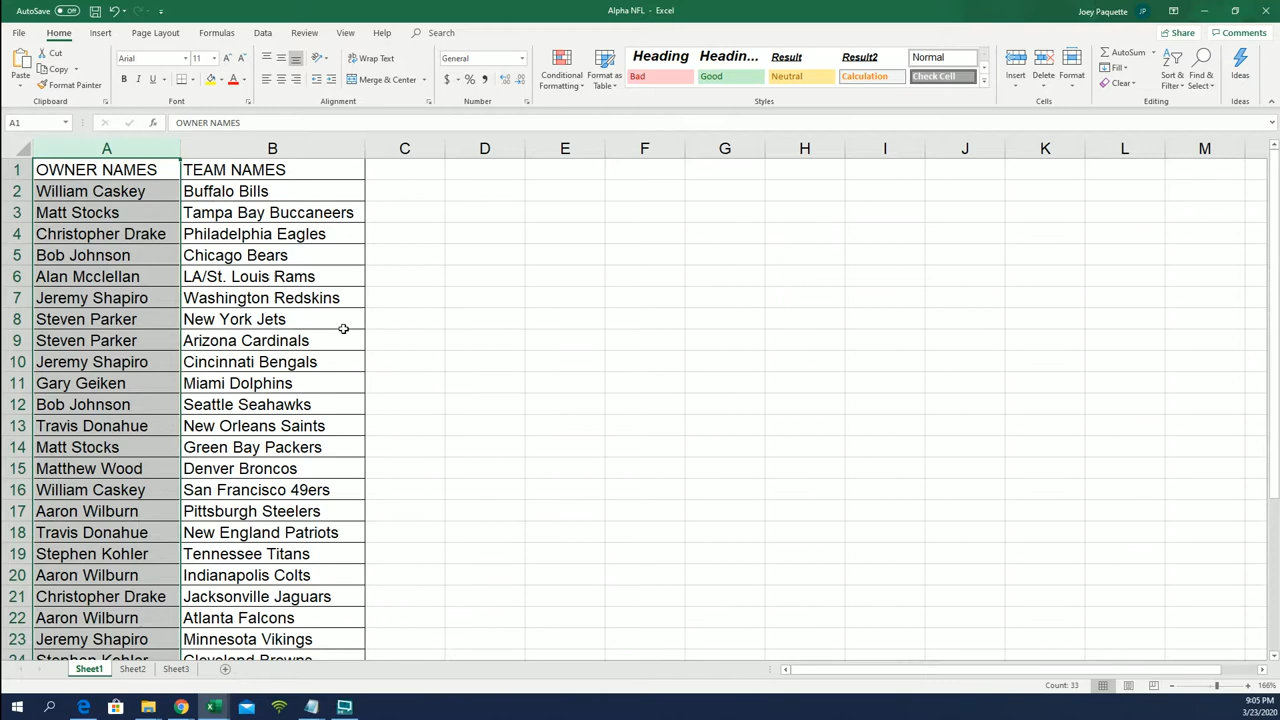 AutoSave Off
Alpha NFL - Excel
Joey Paquette JP
File Home Insert Page Layout Formulas Data Review View Help Search
Share Comments
Paste
Cut
Copy
Format Painter
Clipboard
Arial 11
B I U
Font
Wrap Text
Merge & Center
Alignment
General
$ % ,
Number
Conditional Formatting
Format as Table
Heading Headin... Result Result2 Normal
Bad Good Neutral Calculation Check Cell
Styles
Insert Delete Format
Cells
AutoSum
Fill
Clear
Sort & Filter
Find & Select
Editing
Ideas
Ideas
A1 fx OWNER NAMES
A B C D E F G H I J K L M
1 OWNER NAMES TEAM NAMES
2 William Caskey Buffalo Bills
3 Matt Stocks Tampa Bay Buccaneers
4 Christopher Drake Philadelphia Eagles
5 Bob Johnson Chicago Bears
6 Alan Mcclellan LA/St. Louis Rams
7 Jeremy Shapiro Washington Redskins
8 Steven Parker New York Jets
9 Steven Parker Arizona Cardinals
10 Jeremy Shapiro Cincinnati Bengals
11 Gary Geiken Miami Dolphins
12 Bob Johnson Seattle Seahawks
13 Travis Donahue New Orleans Saints
14 Matt Stocks Green Bay Packers
15 Matthew Wood Denver Broncos
16 William Caskey San Francisco 49ers
17 Aaron Wilburn Pittsburgh Steelers
18 Travis Donahue New England Patriots
19 Stephen Kohler Tennessee Titans
20 Aaron Wilburn Indianapolis Colts
21 Christopher Drake Jacksonville Jaguars
22 Aaron Wilburn Atlanta Falcons
23 Jeremy Shapiro Minnesota Vikings
24 Stephen Kohler Cleveland Browns
Sheet1 Sheet2 Sheet3
Count: 33 166%
9:05 PM
3/23/2020